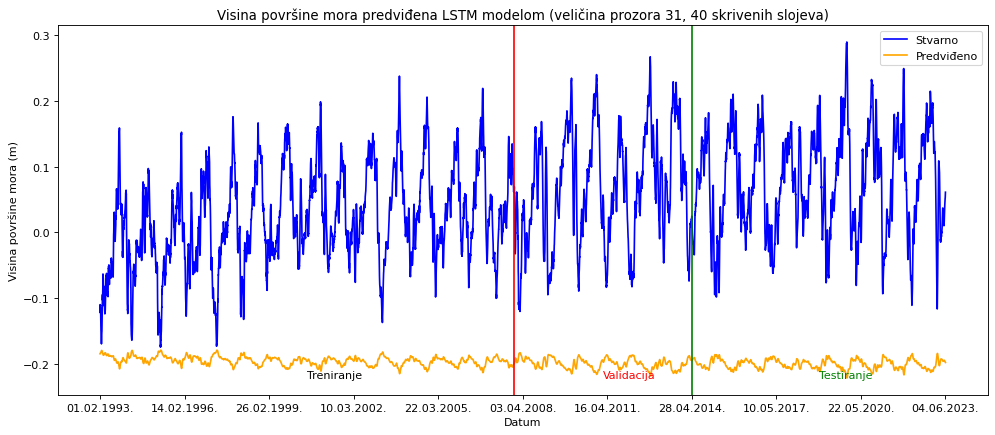 Visina površine mora predviđena LSTM modelom (veličina prozora 31, 40 skrivenih slojeva)
Stvarno
Predviđeno
Visina površine mora (m)
0.3
0.2
0.1
0.0
−0.1
−0.2
Treniranje
Validacija
Testiranje
01.02.1993.
14.02.1996.
26.02.1999.
10.03.2002.
22.03.2005.
03.04.2008.
16.04.2011.
28.04.2014.
10.05.2017.
22.05.2020.
04.06.2023.
Datum